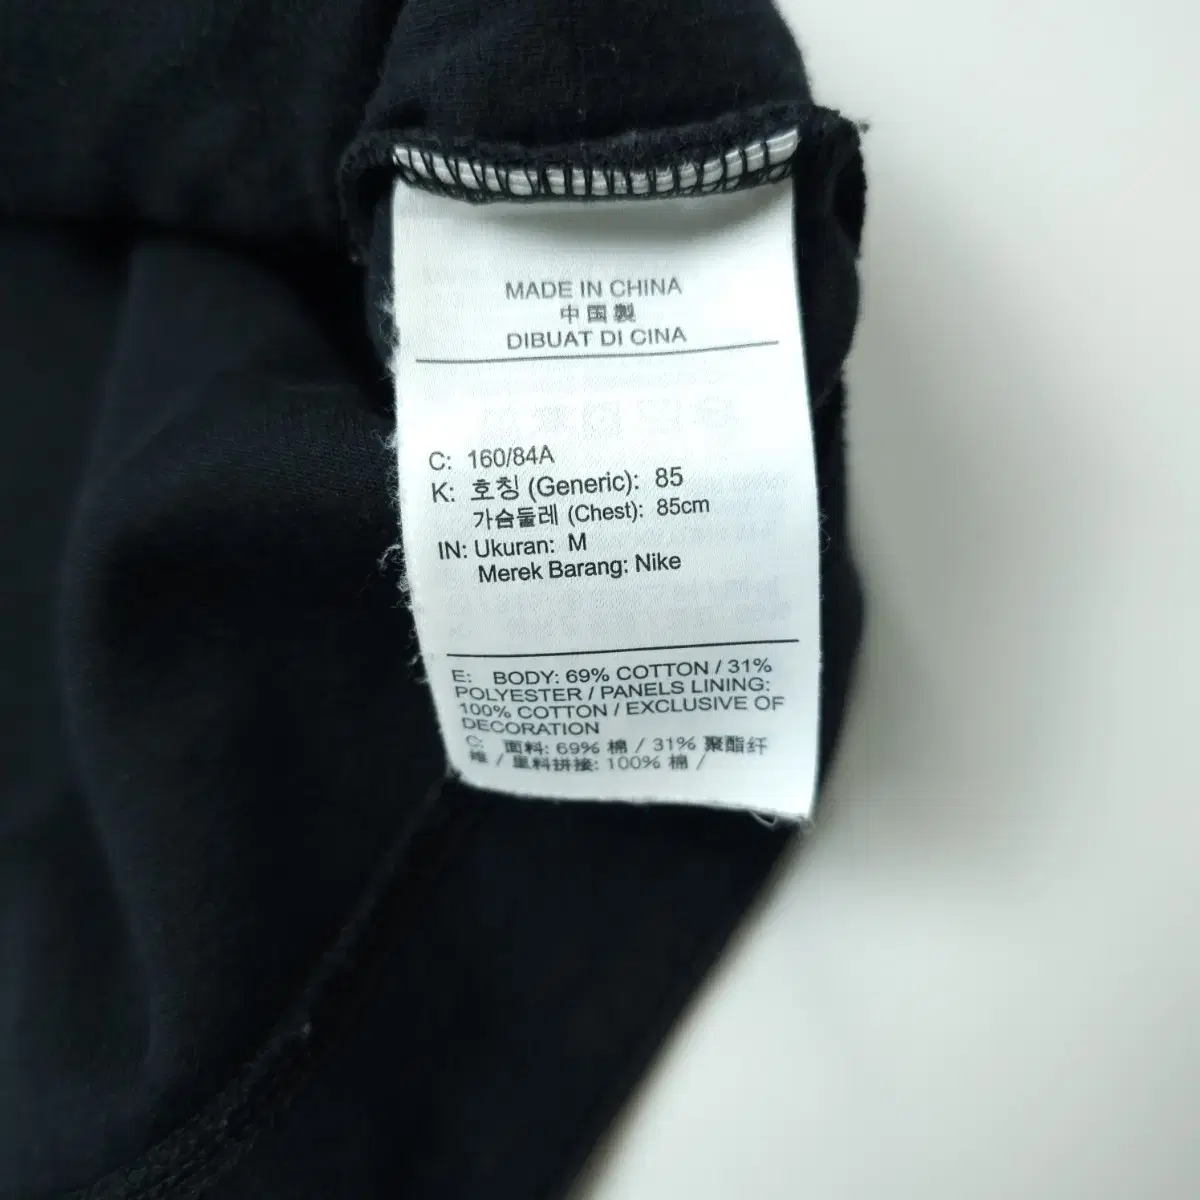 MADE IN CHINA
中国製
DIBUAT DI CINA
C: 160/84A
K: 호칭 (Generic): 85
가슴둘레 (Chest): 85cm
IN: Ukuran: M
Merek Barang: Nike
E: BODY: 69% COTTON / 31%
POLYESTER / PANELS LINING:
100% COTTON / EXCLUSIVE OF
DECORATION
C: 面料: 69% 棉 / 31% 聚酯纤
维 / 里料拼接: 100% 棉 /